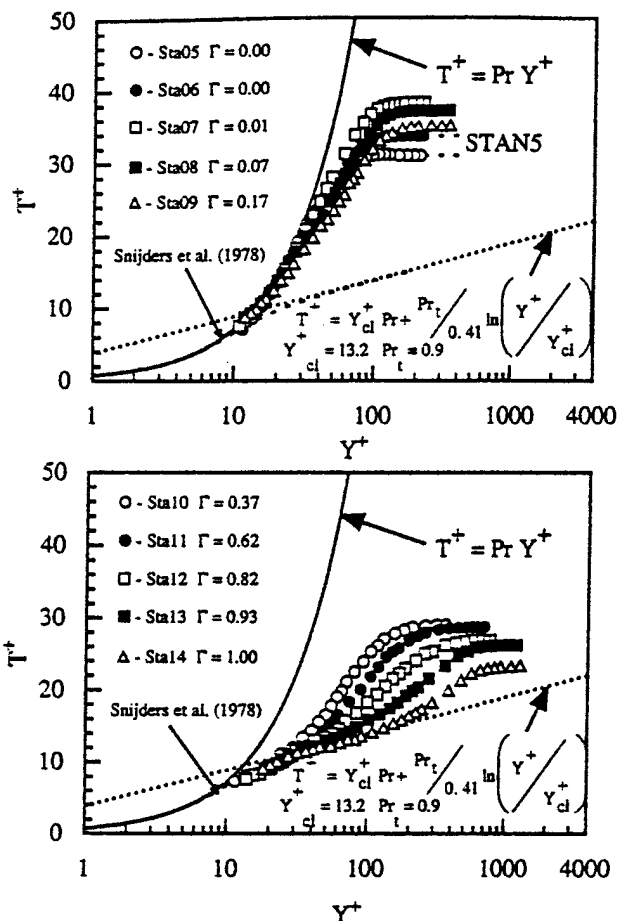 50
40
30
20
10
0
T⁺
○ - Sta05 Γ = 0.00
● - Sta06 Γ = 0.00
□ - Sta07 Γ = 0.01
■ - Sta08 Γ = 0.07
△ - Sta09 Γ = 0.17
T⁺ = Pr Y⁺
STAN5
Snijders et al. (1978)
T⁺ = Y⁺cl Pr + Prt / 0.41 ln ( Y⁺ / Y⁺cl )
Y⁺cl = 13.2 Prt = 0.9
1 10 100 1000 4000
Y⁺
50
40
30
20
10
0
T⁺
○ - Sta10 Γ = 0.37
● - Sta11 Γ = 0.62
□ - Sta12 Γ = 0.82
■ - Sta13 Γ = 0.93
△ - Sta14 Γ = 1.00
T⁺ = Pr Y⁺
Snijders et al. (1978)
T⁻ = Y⁺cl Pr + Prt / 0.41 ln ( Y⁺ / Y⁺cl )
Y⁺cl = 13.2 Prt = 0.9
1 10 100 1000 4000
Y⁺